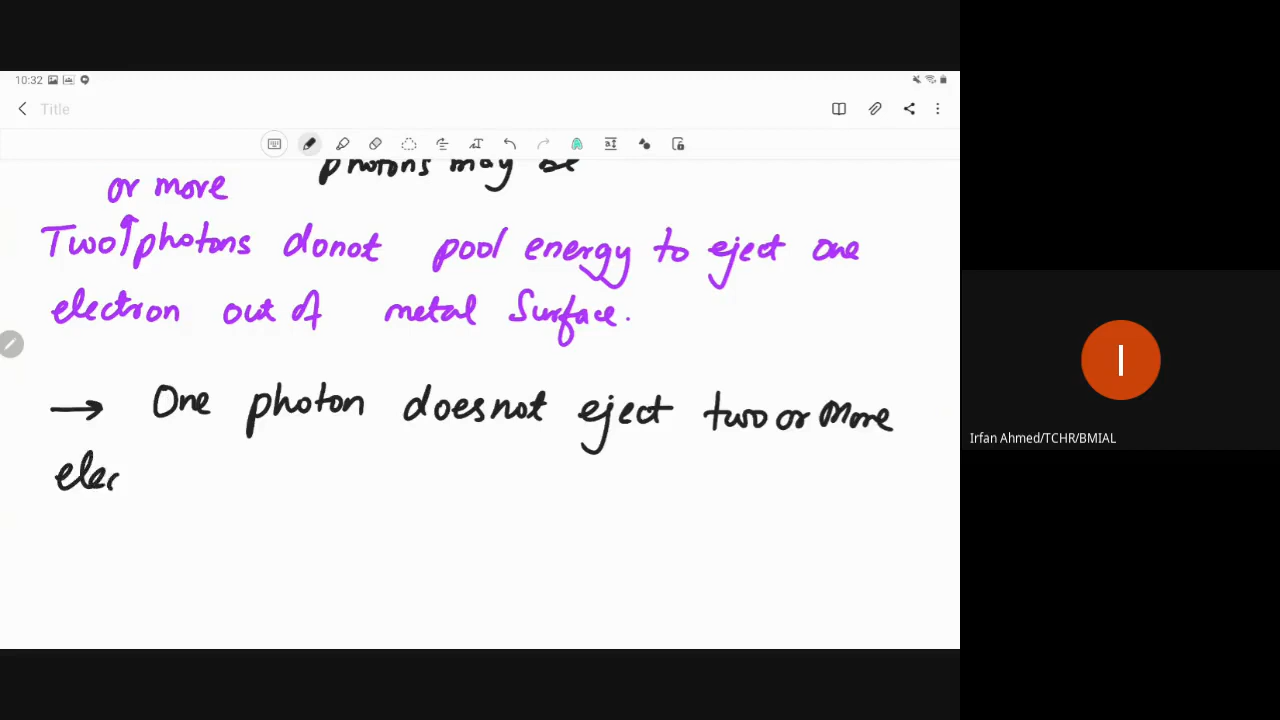 10:32
Title
photons may be
or more
Two photons donot pool energy to eject one
electron out of metal Surface.
→ One photon doesnot eject two or More
elec
I
Irfan Ahmed/TCHR/BMIAL